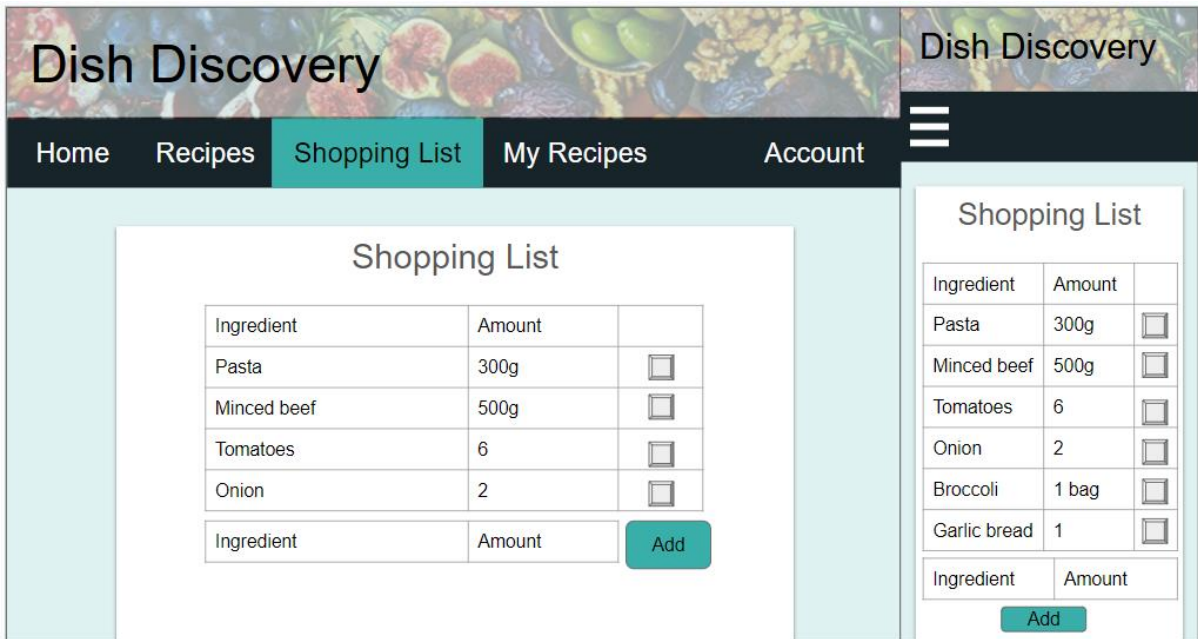 Dish Discovery
Home Recipes Shopping List My Recipes Account
Shopping List
Ingredient Amount
Pasta 300g
Minced beef 500g
Tomatoes 6
Onion 2
Ingredient Amount Add
Dish Discovery
Shopping List
Ingredient Amount
Pasta 300g
Minced beef 500g
Tomatoes 6
Onion 2
Broccoli 1 bag
Garlic bread 1
Ingredient Amount
Add